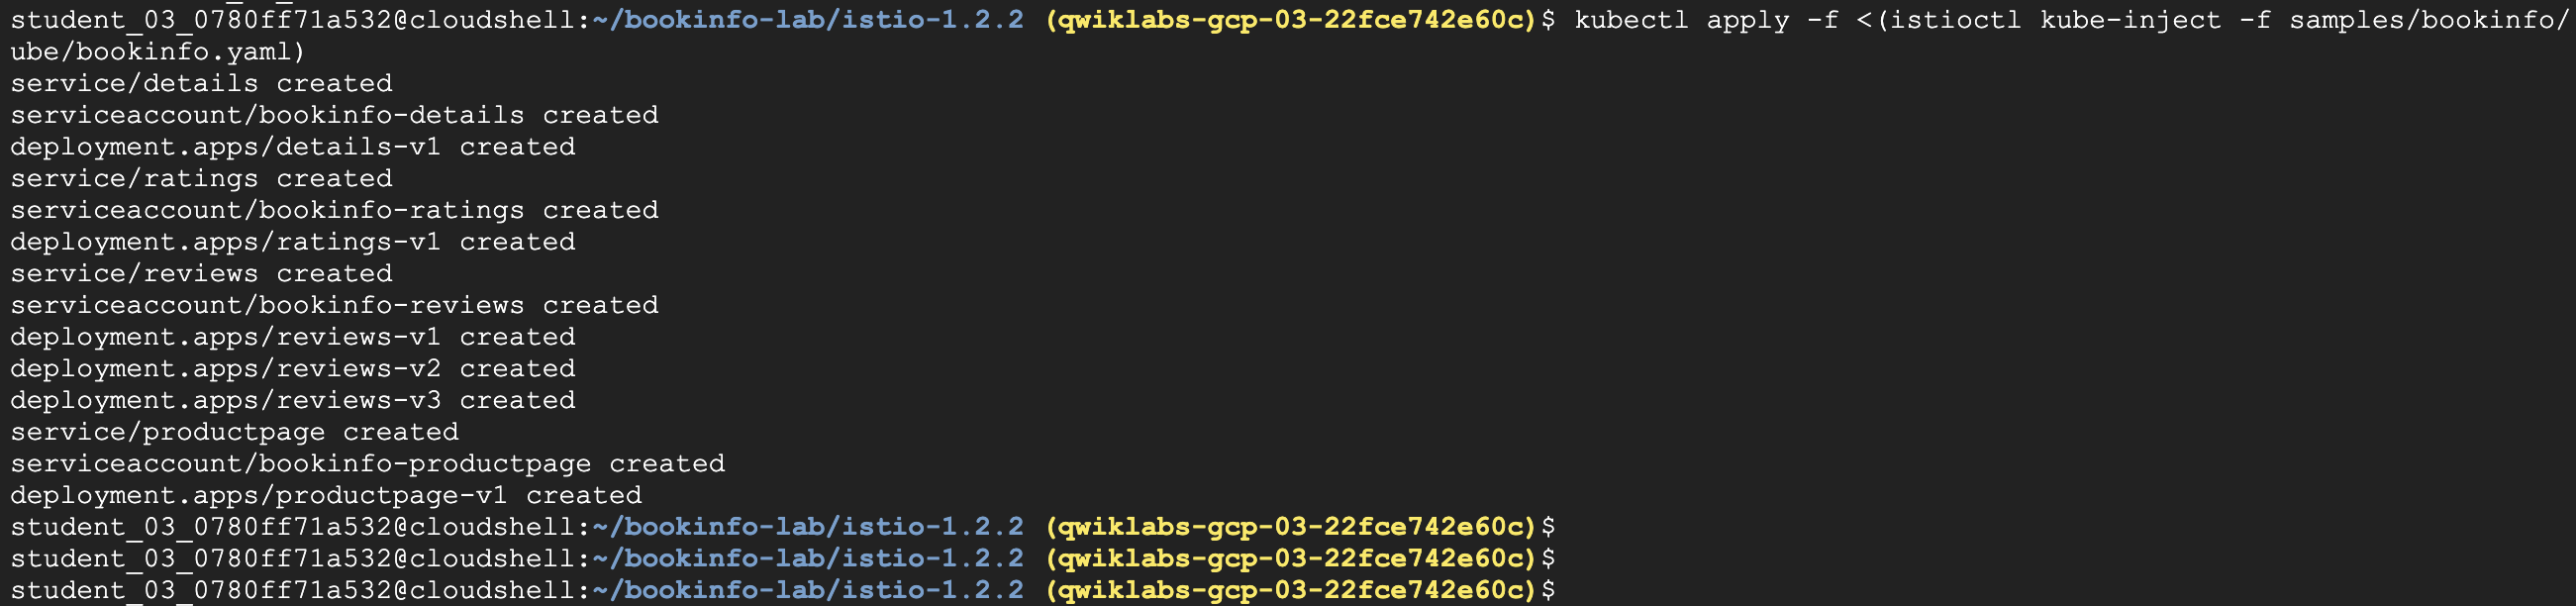 student_03_0780ff71a532@cloudshell:~/bookinfo-lab/istio-1.2.2 (qwiklabs-gcp-03-22fce742e60c)$ kubectl apply -f <(istioctl kube-inject -f samples/bookinfo/
ube/bookinfo.yaml)
service/details created
serviceaccount/bookinfo-details created
deployment.apps/details-v1 created
service/ratings created
serviceaccount/bookinfo-ratings created
deployment.apps/ratings-v1 created
service/reviews created
serviceaccount/bookinfo-reviews created
deployment.apps/reviews-v1 created
deployment.apps/reviews-v2 created
deployment.apps/reviews-v3 created
service/productpage created
serviceaccount/bookinfo-productpage created
deployment.apps/productpage-v1 created
student_03_0780ff71a532@cloudshell:~/bookinfo-lab/istio-1.2.2 (qwiklabs-gcp-03-22fce742e60c)$
student_03_0780ff71a532@cloudshell:~/bookinfo-lab/istio-1.2.2 (qwiklabs-gcp-03-22fce742e60c)$
student_03_0780ff71a532@cloudshell:~/bookinfo-lab/istio-1.2.2 (qwiklabs-gcp-03-22fce742e60c)$